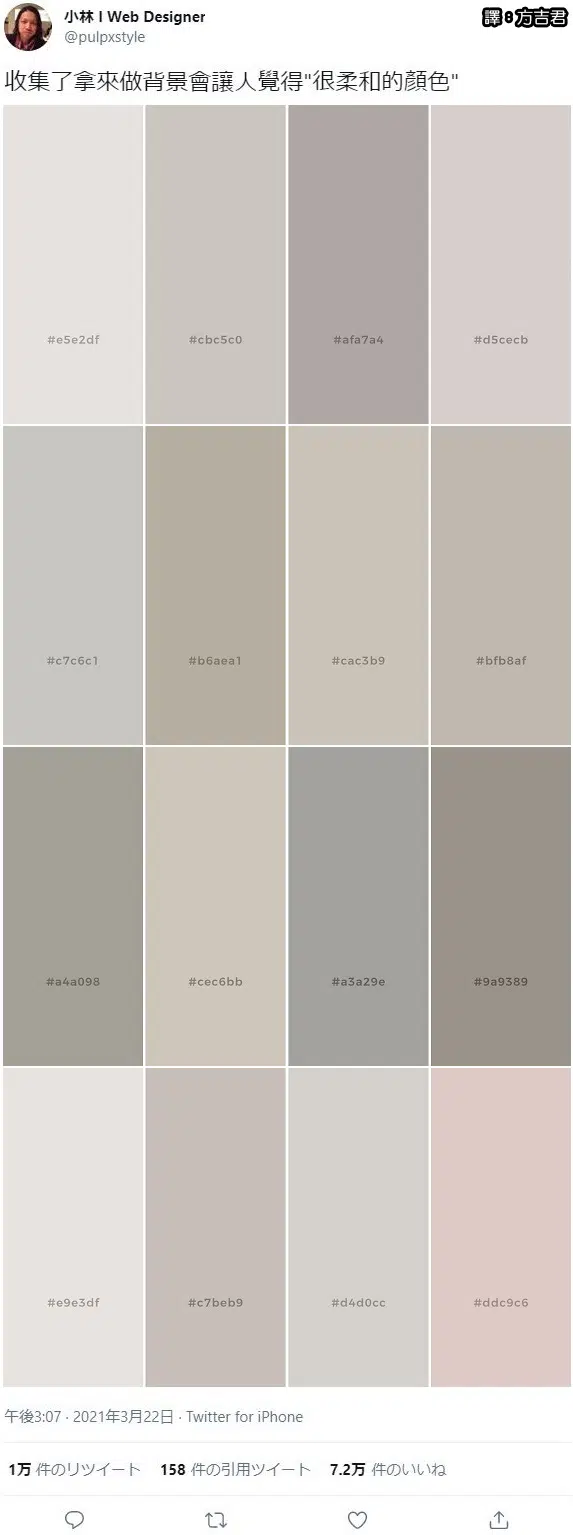 小林 I Web Designer
@pulpxstyle
譯8方吉君
收集了拿來做背景會讓人覺得"很柔和的顏色"
#e5e2df #cbc5c0 #afa7a4 #d5cecb
#c7c6c1 #b6aea1 #cac3b9 #bfb8af
#a4a098 #cec6bb #a3a29e #9a9389
#e9e3df #c7beb9 #d4d0cc #ddc9c6
午後3:07 · 2021年3月22日 · Twitter for iPhone
1万 件のリツイート 158 件の引用ツイート 7.2万 件のいいね